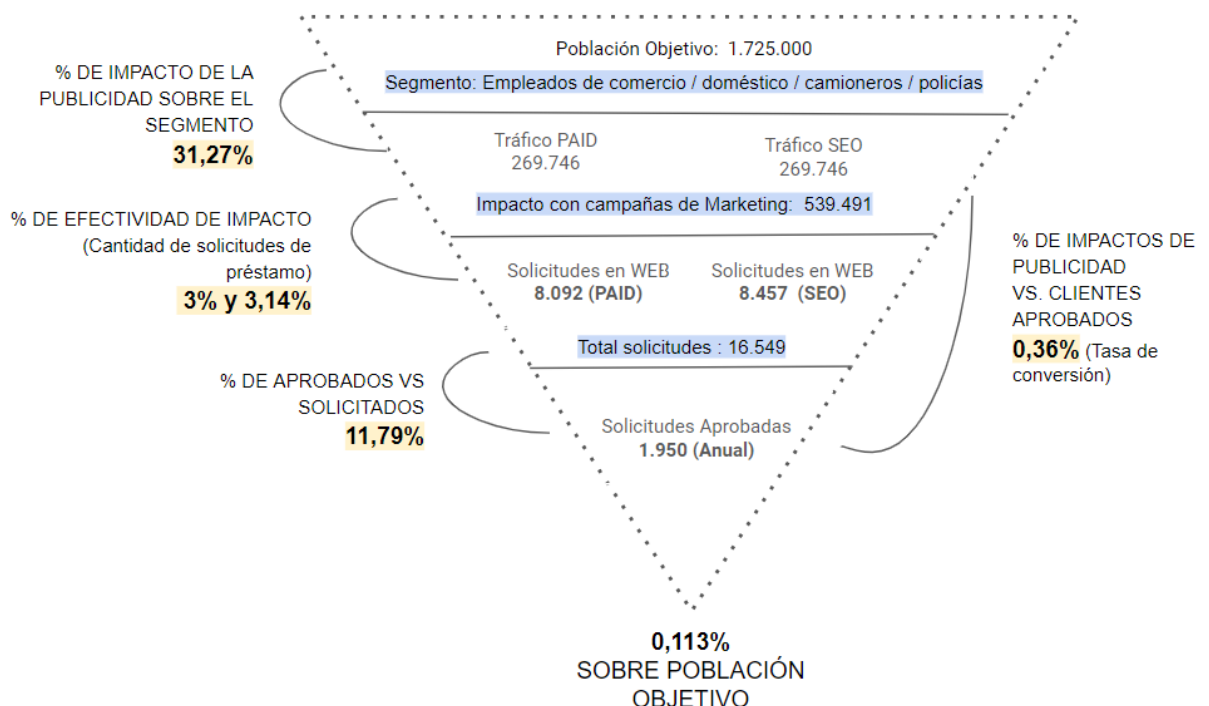 Población Objetivo: 1.725.000
Segmento: Empleados de comercio / doméstico / camioneros / policías
% DE IMPACTO DE LA
PUBLICIDAD SOBRE EL
SEGMENTO
31,27%
Tráfico PAID
269.746
Tráfico SEO
269.746
Impacto con campañas de Marketing: 539.491
% DE EFECTIVIDAD DE IMPACTO
(Cantidad de solicitudes de
préstamo)
3% y 3,14%
Solicitudes en WEB
8.092 (PAID)
Solicitudes en WEB
8.457 (SEO)
Total solicitudes : 16.549
% DE IMPACTOS DE
PUBLICIDAD
VS. CLIENTES
APROBADOS
0,36% (Tasa de
conversión)
% DE APROBADOS VS
SOLICITADOS
11,79%
Solicitudes Aprobadas
1.950 (Anual)
0,113%
SOBRE POBLACIÓN
OBJETIVO